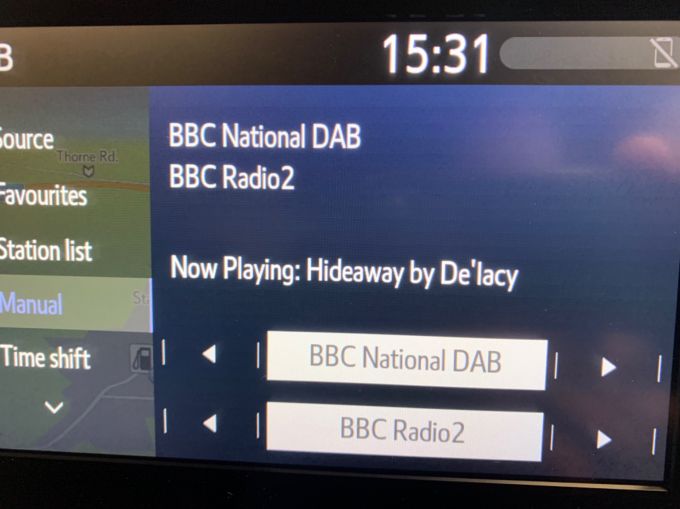 B
15:31
Source
Thorne Rd.
Favourites
Station list
Manual
Time shift
BBC National DAB
BBC Radio2
Now Playing: Hideaway by De'lacy
BBC National DAB
BBC Radio2